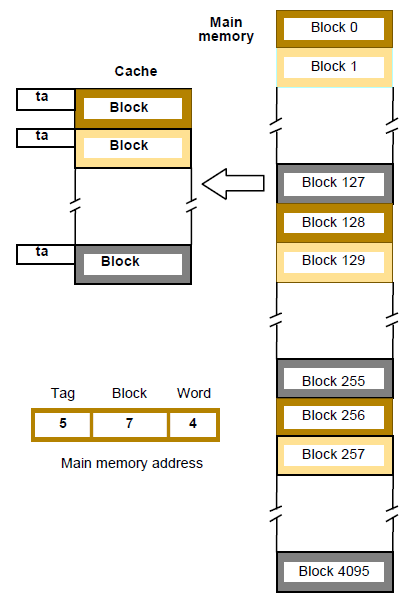 Main
memory
Block 0
Block 1
Cache
ta
Block
ta
Block
Block 127
Block 128
Block 129
ta
Block
Block 255
Block 256
Block 257
Tag Block Word
5 7 4
Main memory address
Block 4095